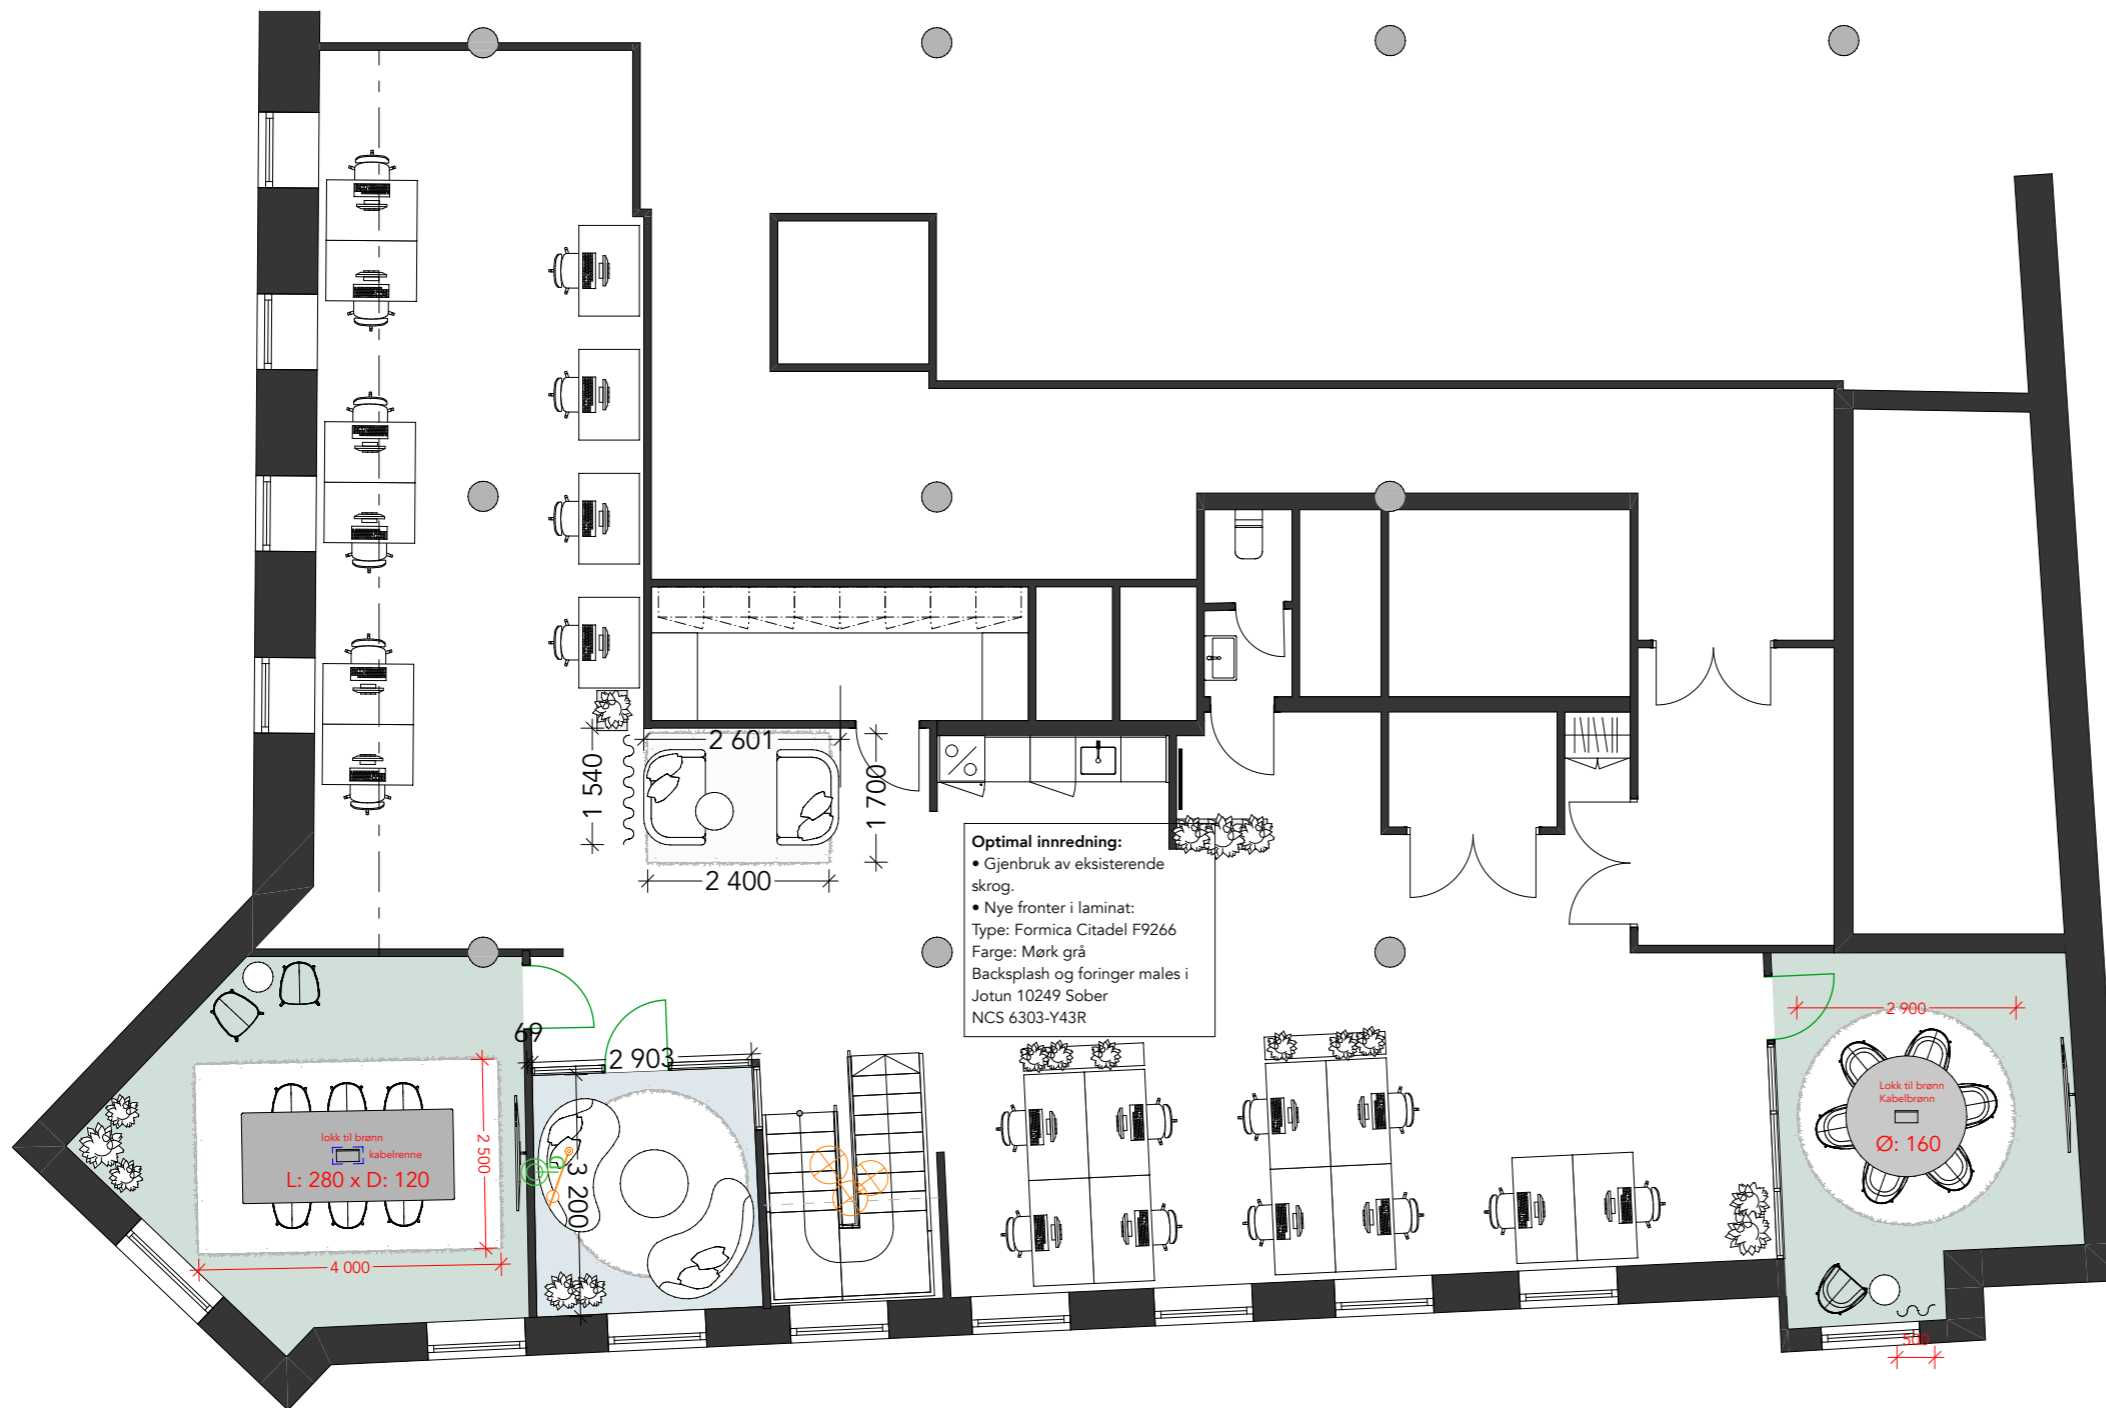 2 601
1 540
1 700
2 400
Optimal innredning:
• Gjenbruk av eksisterende
skrog.
• Nye fronter i laminat:
Type: Formica Citadel F9266
Farge: Mørk grå
Backsplash og foringer males i
Jotun 10249 Sober
NCS 6303-Y43R
69
2 903
3 200
lokk til brønn
kabelrenne
L: 280 x D: 120
2 500
4 000
2 900
Lokk til brønn
Kabelbrønn
Ø: 160
500